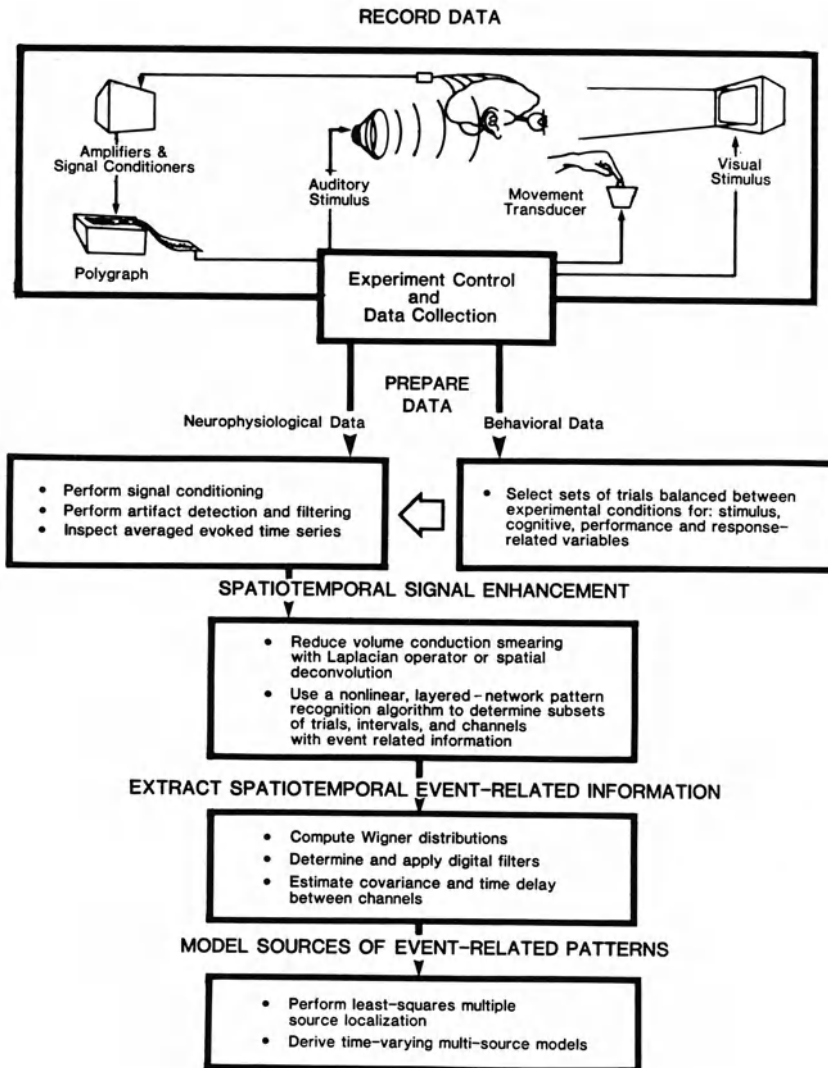 RECORD DATA
Amplifiers &
Signal Conditioners
Polygraph
Auditory
Stimulus
Movement
Transducer
Visual
Stimulus
Experiment Control
and
Data Collection
PREPARE
DATA
Neurophysiological Data
Behavioral Data
• Perform signal conditioning
• Perform artifact detection and filtering
• Inspect averaged evoked time series
• Select sets of trials balanced between
experimental conditions for: stimulus,
cognitive, performance and response-
related variables
SPATIOTEMPORAL SIGNAL ENHANCEMENT
• Reduce volume conduction smearing
with Laplacian operator or spatial
deconvolution
• Use a nonlinear, layered-network pattern
recognition algorithm to determine subsets
of trials, intervals, and channels
with event related information
EXTRACT SPATIOTEMPORAL EVENT-RELATED INFORMATION
• Compute Wigner distributions
• Determine and apply digital filters
• Estimate covariance and time delay
between channels
MODEL SOURCES OF EVENT-RELATED PATTERNS
• Perform least-squares multiple
source localization
• Derive time-varying multi-source models